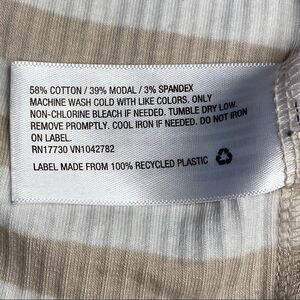 58% COTTON / 39% MODAL / 3% SPANDEX
MACHINE WASH COLD WITH LIKE COLORS. ONLY
NON-CHLORINE BLEACH IF NEEDED. TUMBLE DRY LOW.
REMOVE PROMPTLY. COOL IRON IF NEEDED. DO NOT IRON
ON LABEL.
RN17730 VN1042782
LABEL MADE FROM 100% RECYCLED PLASTIC